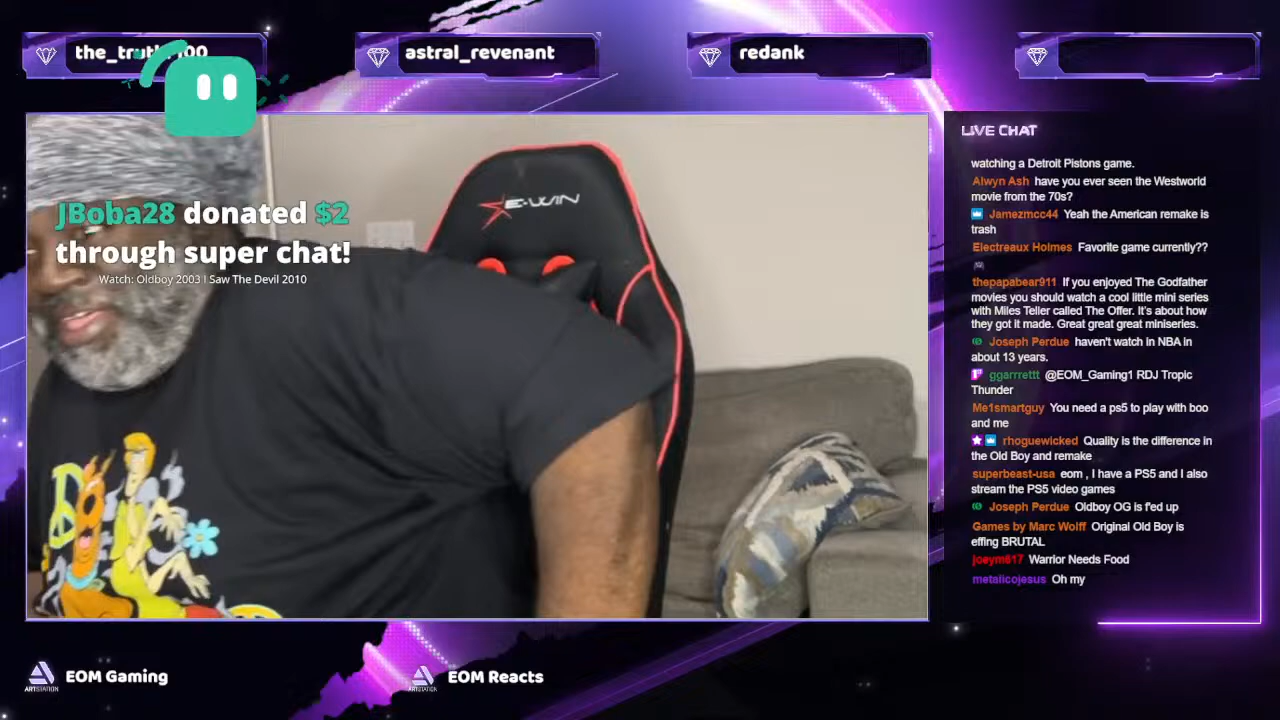 the_tru
astral_revenant
redank
E-WIN
JBoba28 donated $2
through super chat!
Watch: Oldboy 2003 I Saw The Devil 2010
LIVE CHAT
watching a Detroit Pistons game.
Alwyn Ash have you ever seen the Westworld
movie from the 70s?
Jamezmcc44 Yeah the American remake is
trash
Electreaux Holmes Favorite game currently??
thepapabear911 If you enjoyed The Godfather
movies you should watch a cool little mini series
with Miles Teller called The Offer. It's about how
they got it made. Great great great miniseries.
Joseph Perdue haven't watch in NBA in
about 13 years.
ggarrrettt @EOM_Gaming1 RDJ Tropic
Thunder
Me1smartguy You need a ps5 to play with boo
and me
rhoguewicked Quality is the difference in
the Old Boy and remake
superbeast-usa eom , I have a PS5 and I also
stream the PS5 video games
Joseph Perdue Oldboy OG is f'ed up
Games by Marc Wolff Original Old Boy is
effing BRUTAL
joeym617 Warrior Needs Food
metalicojesus Oh my
ARTSTATION
EOM Gaming
ARTSTATION
EOM Reacts